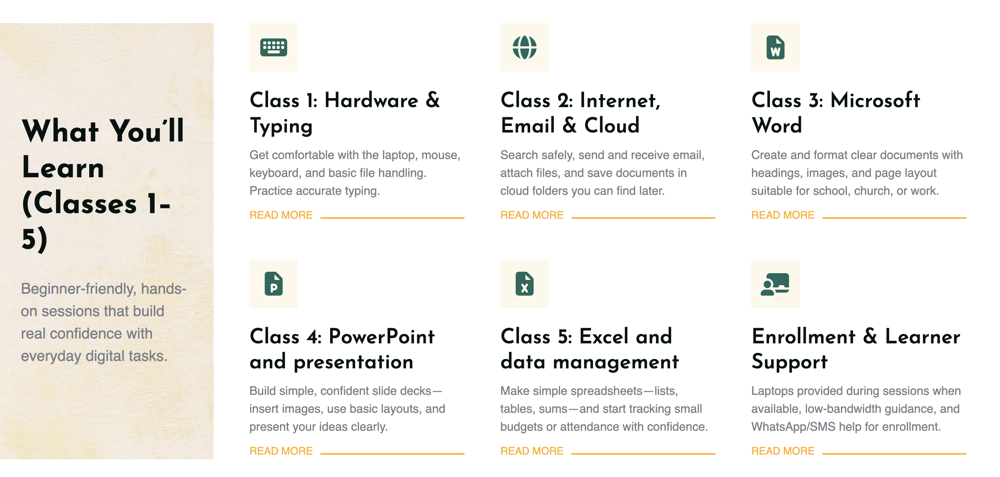 What You’ll
Learn
(Classes 1–
5)
Beginner-friendly, hands-
on sessions that build
real confidence with
everyday digital tasks.
Class 1: Hardware &
Typing
Get comfortable with the laptop, mouse,
keyboard, and basic file handling.
Practice accurate typing.
READ MORE
Class 2: Internet,
Email & Cloud
Search safely, send and receive email,
attach files, and save documents in
cloud folders you can find later.
READ MORE
W
Class 3: Microsoft
Word
Create and format clear documents with
headings, images, and page layout
suitable for school, church, or work.
READ MORE
P
Class 4: PowerPoint
and presentation
Build simple, confident slide decks—
insert images, use basic layouts, and
present your ideas clearly.
READ MORE
X
Class 5: Excel and
data management
Make simple spreadsheets—lists,
tables, sums—and start tracking small
budgets or attendance with confidence.
READ MORE
Enrollment & Learner
Support
Laptops provided during sessions when
available, low-bandwidth guidance, and
WhatsApp/SMS help for enrollment.
READ MORE